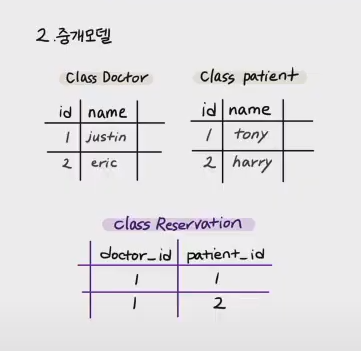 2.중개모델
Class Doctor
id name
1 justin
2 eric
Class patient
id name
1 tony
2 harry
class Reservation
doctor_id patient_id
1 1
1 2